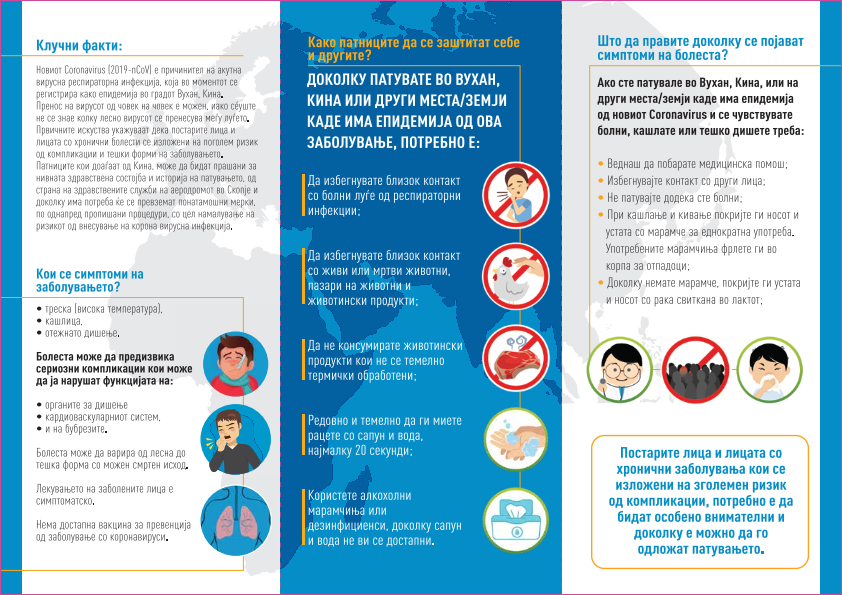 Клучни факти:
Новиот Coronavirus (2019-nCoV) е причинител на акутна
вирусна респираторна инфекција, која во моментот се
регистрира како епидемија во градот Вухан, Кина.
Пренос на вирусот од човек на човек е можен, иако сéуште
не се знае колку лесно вирусот се пренесува меѓу луѓето.
Првичните искуства укажуваат дека постарите лица и
лицата со хронични болести се изложени на поголем ризик
од компликации и тешки форми на заболувањето.
Патниците кои доаѓаат од Кина, може да бидат прашани за
нивната здравствена состојба и историја на патувањето, од
страна на здравствените служби на аеродромот во Скопје и
доколку има потреба ќе се превземат понатамошни мерки,
по однапред пропишани процедури, со цел намалување на
ризикот од внесување на корона вирусна инфекција.
Кои се симптоми на
заболувањето?
• треска (висока температура),
• кашлица,
• отежнато дишење.
Болеста може да предизвика
сериозни компликации кои може
да ја нарушат функцијата на:
• органите за дишење
• кардиоваскуларниот систем,
• и на бубрезите.
Болеста може да варира од лесна до
тешка форма со можен смртен исход.
Лекувањето на заболените лица е
симптоматско.
Нема достапна вакцина за превенција
од заболување со коронавируси.
Како патниците да се заштитат себе
и другите?
ДОКОЛКУ ПАТУВАТЕ ВО ВУХАН,
КИНА ИЛИ ДРУГИ МЕСТА/ЗЕМЈИ
КАДЕ ИМА ЕПИДЕМИЈА ОД ОВА
ЗАБОЛУВАЊЕ, ПОТРЕБНО Е:
Да избегнувате близок контакт
со болни луѓе од респираторни
инфекции;
Да избегнувате близок контакт
со живи или мртви животни,
пазари на животни и
животински продукти;
Да не консумирате животински
продукти кои не се темелно
термички обработени;
Редовно и темелно да ги миете
рацете со сапун и вода,
најмалку 20 секунди;
Користете алкохолни
марамчиња или
дезинфициенси, доколку сапун
и вода не ви се достапни.
Што да правите доколку се појават
симптоми на болеста?
Ако сте патувале во Вухан, Кина, или на
други места/земји каде има епидемија
од новиот Coronavirus и се чувствувате
болни, кашлате или тешко дишете треба:
• Веднаш да побарате медицинска помош;
• Избегнувајте контакт со други лица;
• Не патувајте додека сте болни;
• При кашлање и кивање покријте ги носот и
устата со марамче за еднократна употреба.
Употребените марамчиња фрлете ги во
корпа за отпадоци;
• Доколку немате марамче, покријте ги устата
и носот со рака свиткана во лактот;
Постарите лица и лицата со
хронични заболувања кои се
изложени на зголемен ризик
од компликации, потребно е да
бидат особено внимателни и
доколку е можно да го
одложат патувањето.